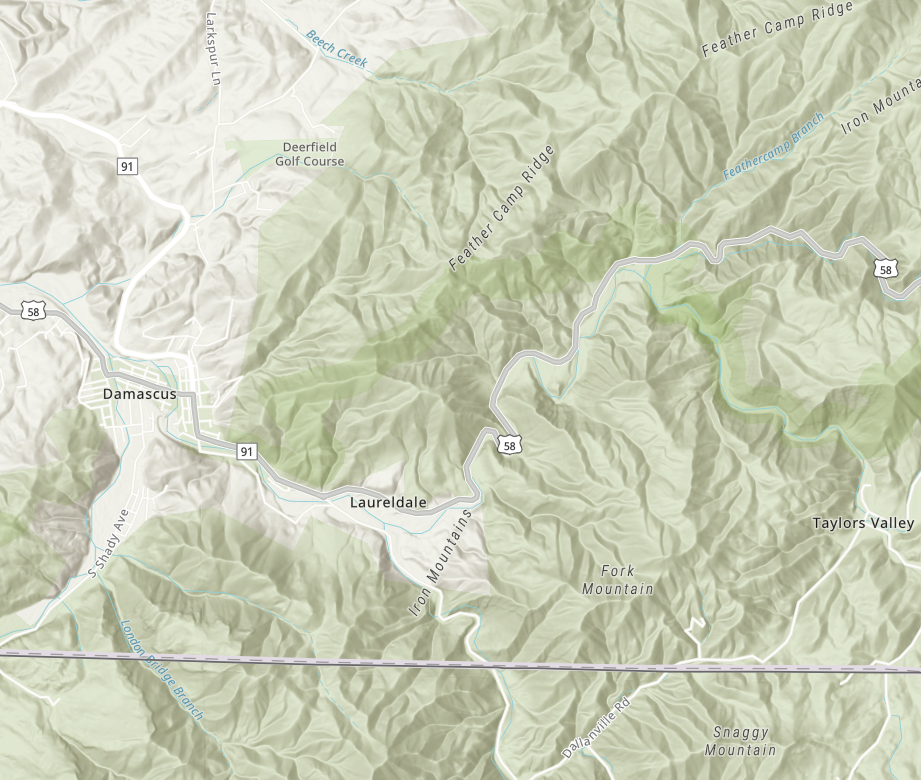 Feather Camp Ridge
Larkspur Ln
Beech Creek
Iron Mounta
Feathercamp Branch
91
Deerfield
Golf Course
Feather Camp Ridge
58
58
Damascus
58
91
Laureldale
Taylors Valley
S Shady Ave
Iron Mountains
Fork
Mountain
London Bridge Branch
Dallanville Rd
Snaggy
Mountain